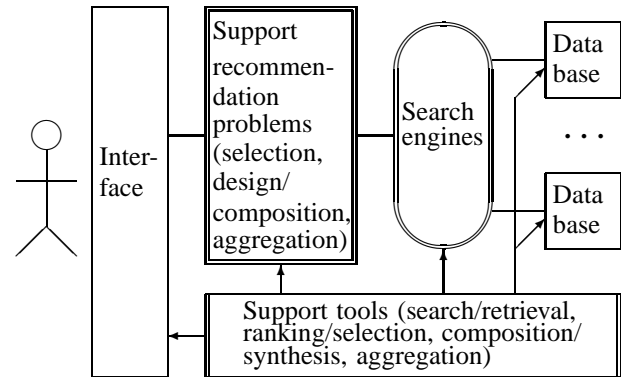 Inter-
face
Support
recommen-
dation
problems
(selection,
design/
composition,
aggregation)
Search
engines
Data
base
. . .
Data
base
Support tools (search/retrieval,
ranking/selection, composition/
synthesis, aggregation)